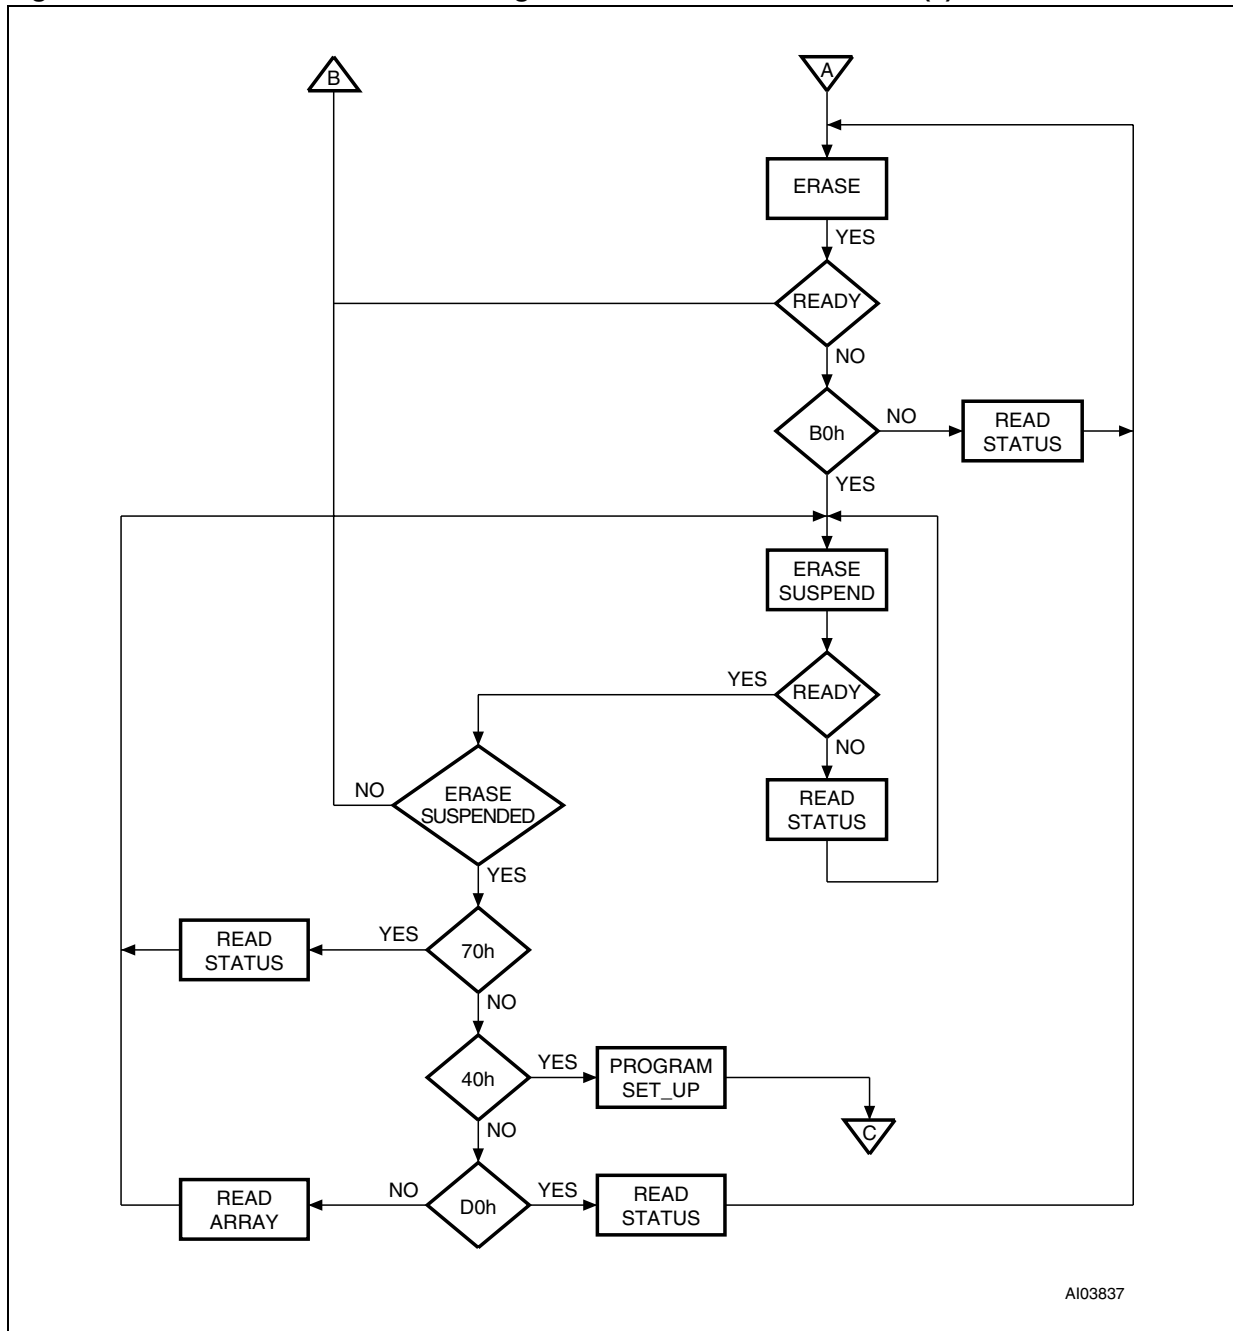 B
A
ERASE
YES
READY
NO
B0h
NO
READ
STATUS
YES
ERASE
SUSPEND
YES
READY
NO
NO
ERASE
SUSPENDED
READ
STATUS
YES
READ
STATUS
YES
70h
NO
40h
YES
PROGRAM
SET_UP
NO
C
READ
ARRAY
NO
D0h
YES
READ
STATUS
AI03837